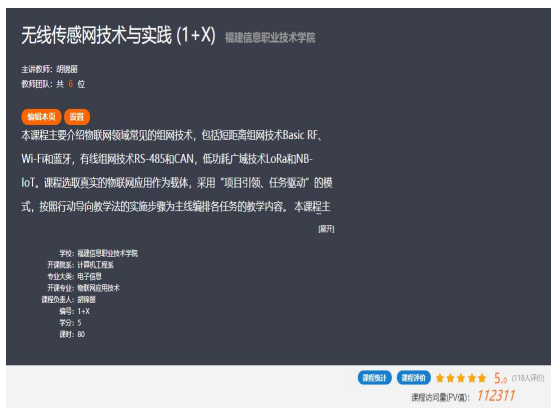 无线传感网技术与实践 (1+X) 福建信息职业技术学院
主讲教师: 胡锦丽
教师团队: 共 6 位
编辑本页 设置
本课程主要介绍物联网领域常见的组网技术，包括短距离组网技术Basic RF、
Wi-Fi和蓝牙，有线组网技术RS-485和CAN，低功耗广域技术LoRa和NB-
IoT。课程选取真实的物联网应用作为载体，采用“项目引领、任务驱动”的模
式，按照行动导向教学法的实施步骤为主线编排各任务的教学内容。 本课程主
[展开]
学校: 福建信息职业技术学院
开课院系: 计算机工程系
专业大类: 电子信息
开课专业: 物联网应用技术
课程负责人: 胡锦丽
编号: 1+X
学分: 5
课时: 80
课程统计 课程评价 5.0 (118人评价)
课程访问量(PV值): 112311